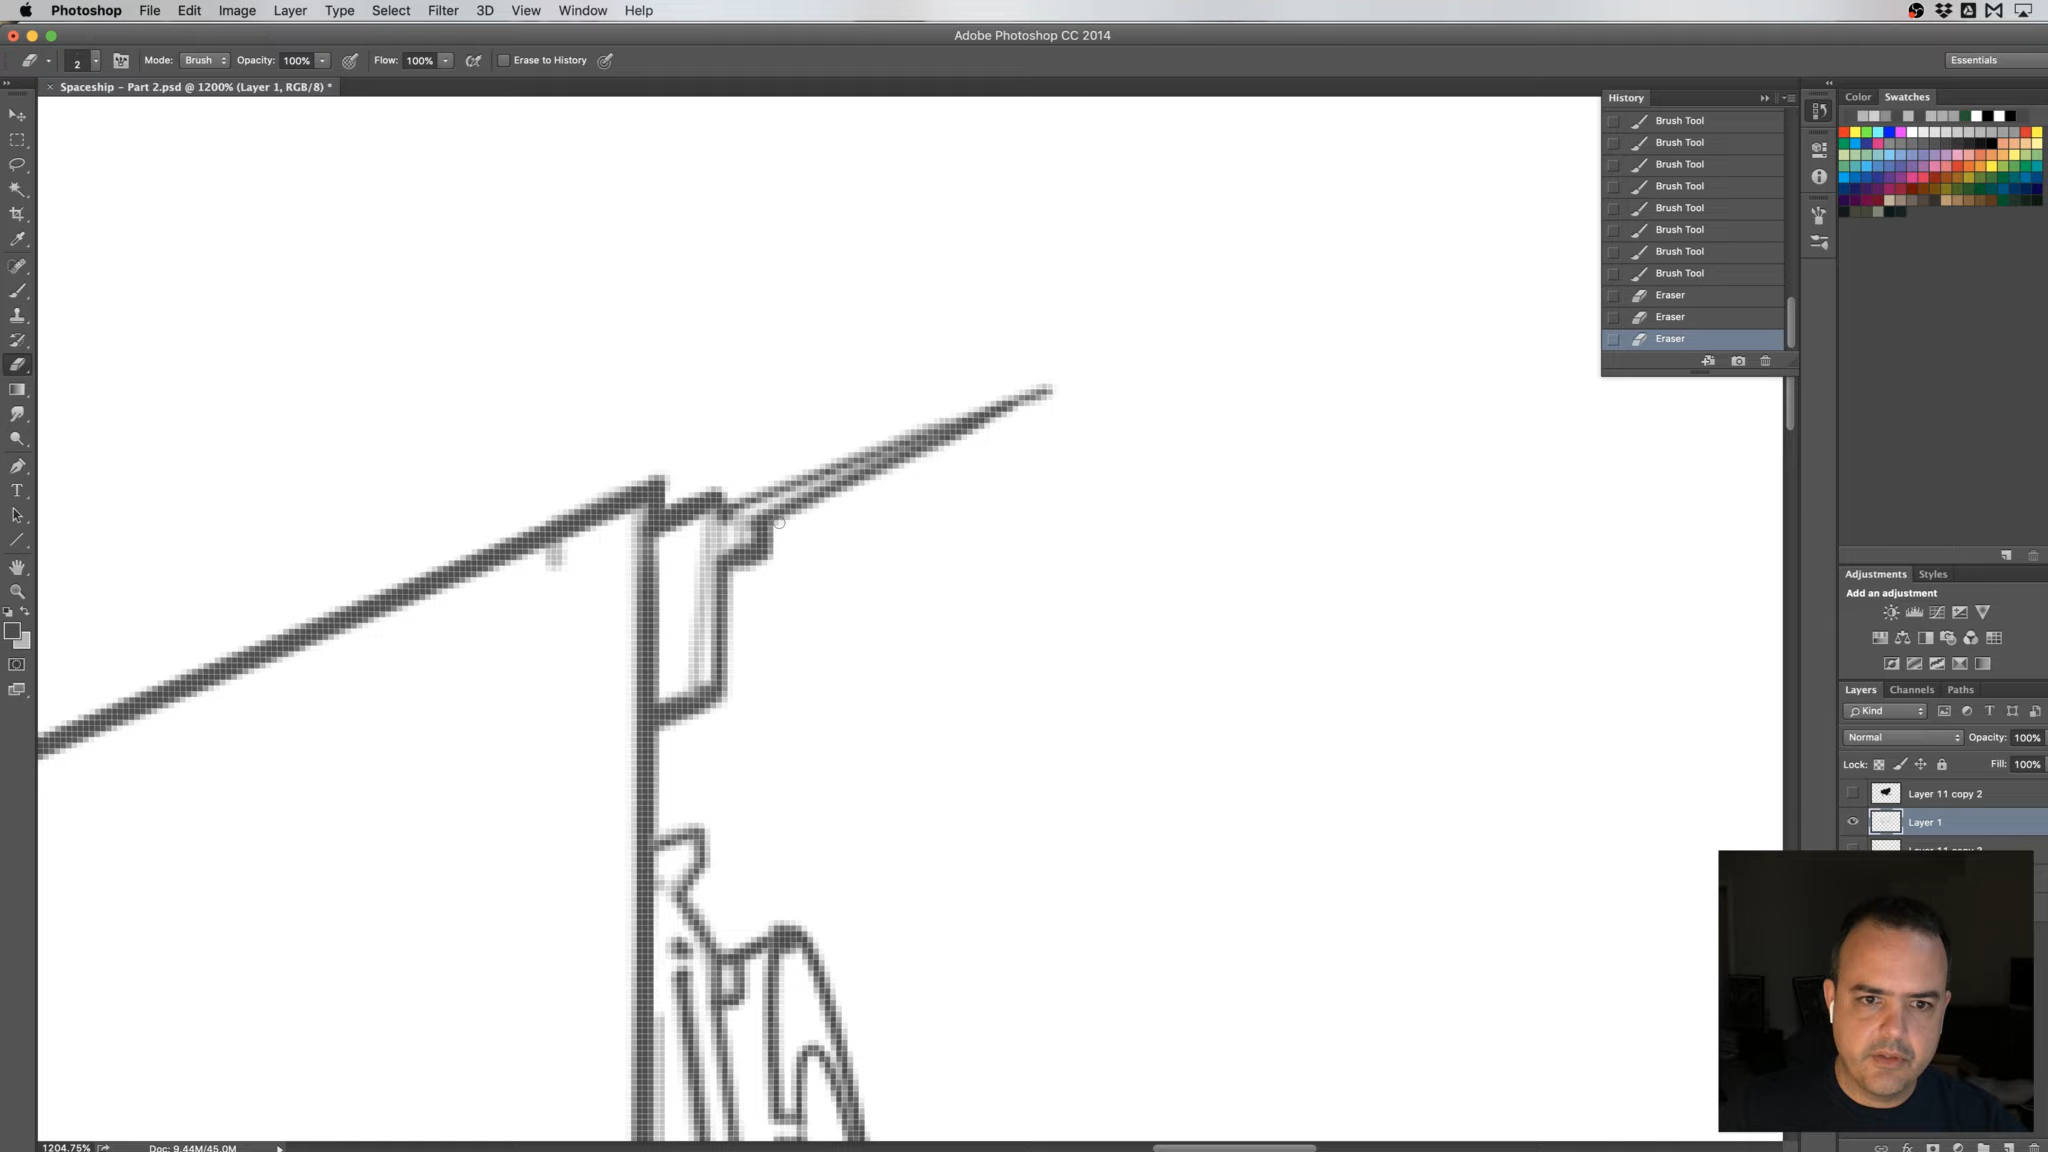 Photoshop File Edit Image Layer Type Select Filter 3D View Window Help
Adobe Photoshop CC 2014
2 Mode: Brush Opacity: 100% Flow: 100% Erase to History Essentials
× Spaceship – Part 2.psd @ 1200% (Layer 1, RGB/8) *
History
Brush Tool
Brush Tool
Brush Tool
Brush Tool
Brush Tool
Brush Tool
Brush Tool
Brush Tool
Eraser
Eraser
Eraser
Color Swatches
Adjustments Styles
Add an adjustment
Layers Channels Paths
Kind
Normal Opacity: 100%
Lock: Fill: 100%
Layer 11 copy 2
Layer 1
1204.75% Doc: 9.44M/45.0M